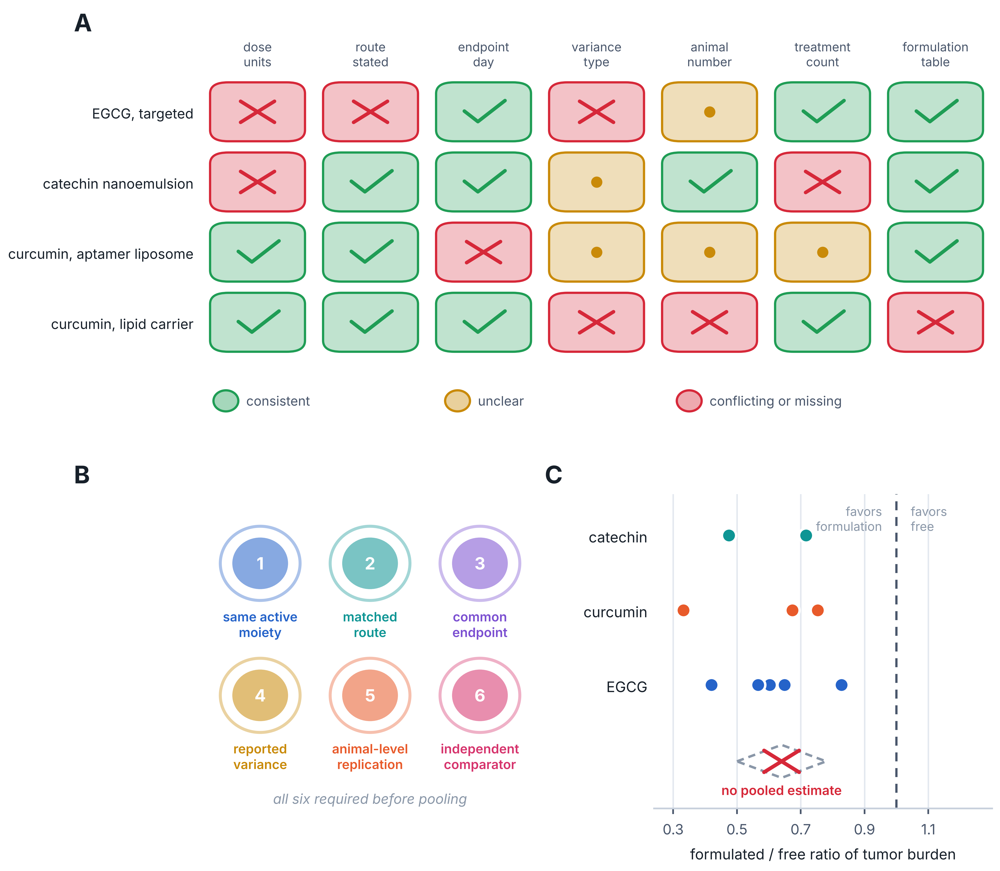 A
dose
units
route
stated
endpoint
day
variance
type
animal
number
treatment
count
formulation
table
EGCG, targeted
catechin nanoemulsion
curcumin, aptamer liposome
curcumin, lipid carrier
consistent
unclear
conflicting or missing
B
1
2
3
same active
moiety
matched
route
common
endpoint
4
5
6
reported
variance
animal-level
replication
independent
comparator
all six required before pooling
C
favors
formulation
favors
free
catechin
curcumin
EGCG
no pooled estimate
0.3
0.5
0.7
0.9
1.1
formulated / free ratio of tumor burden